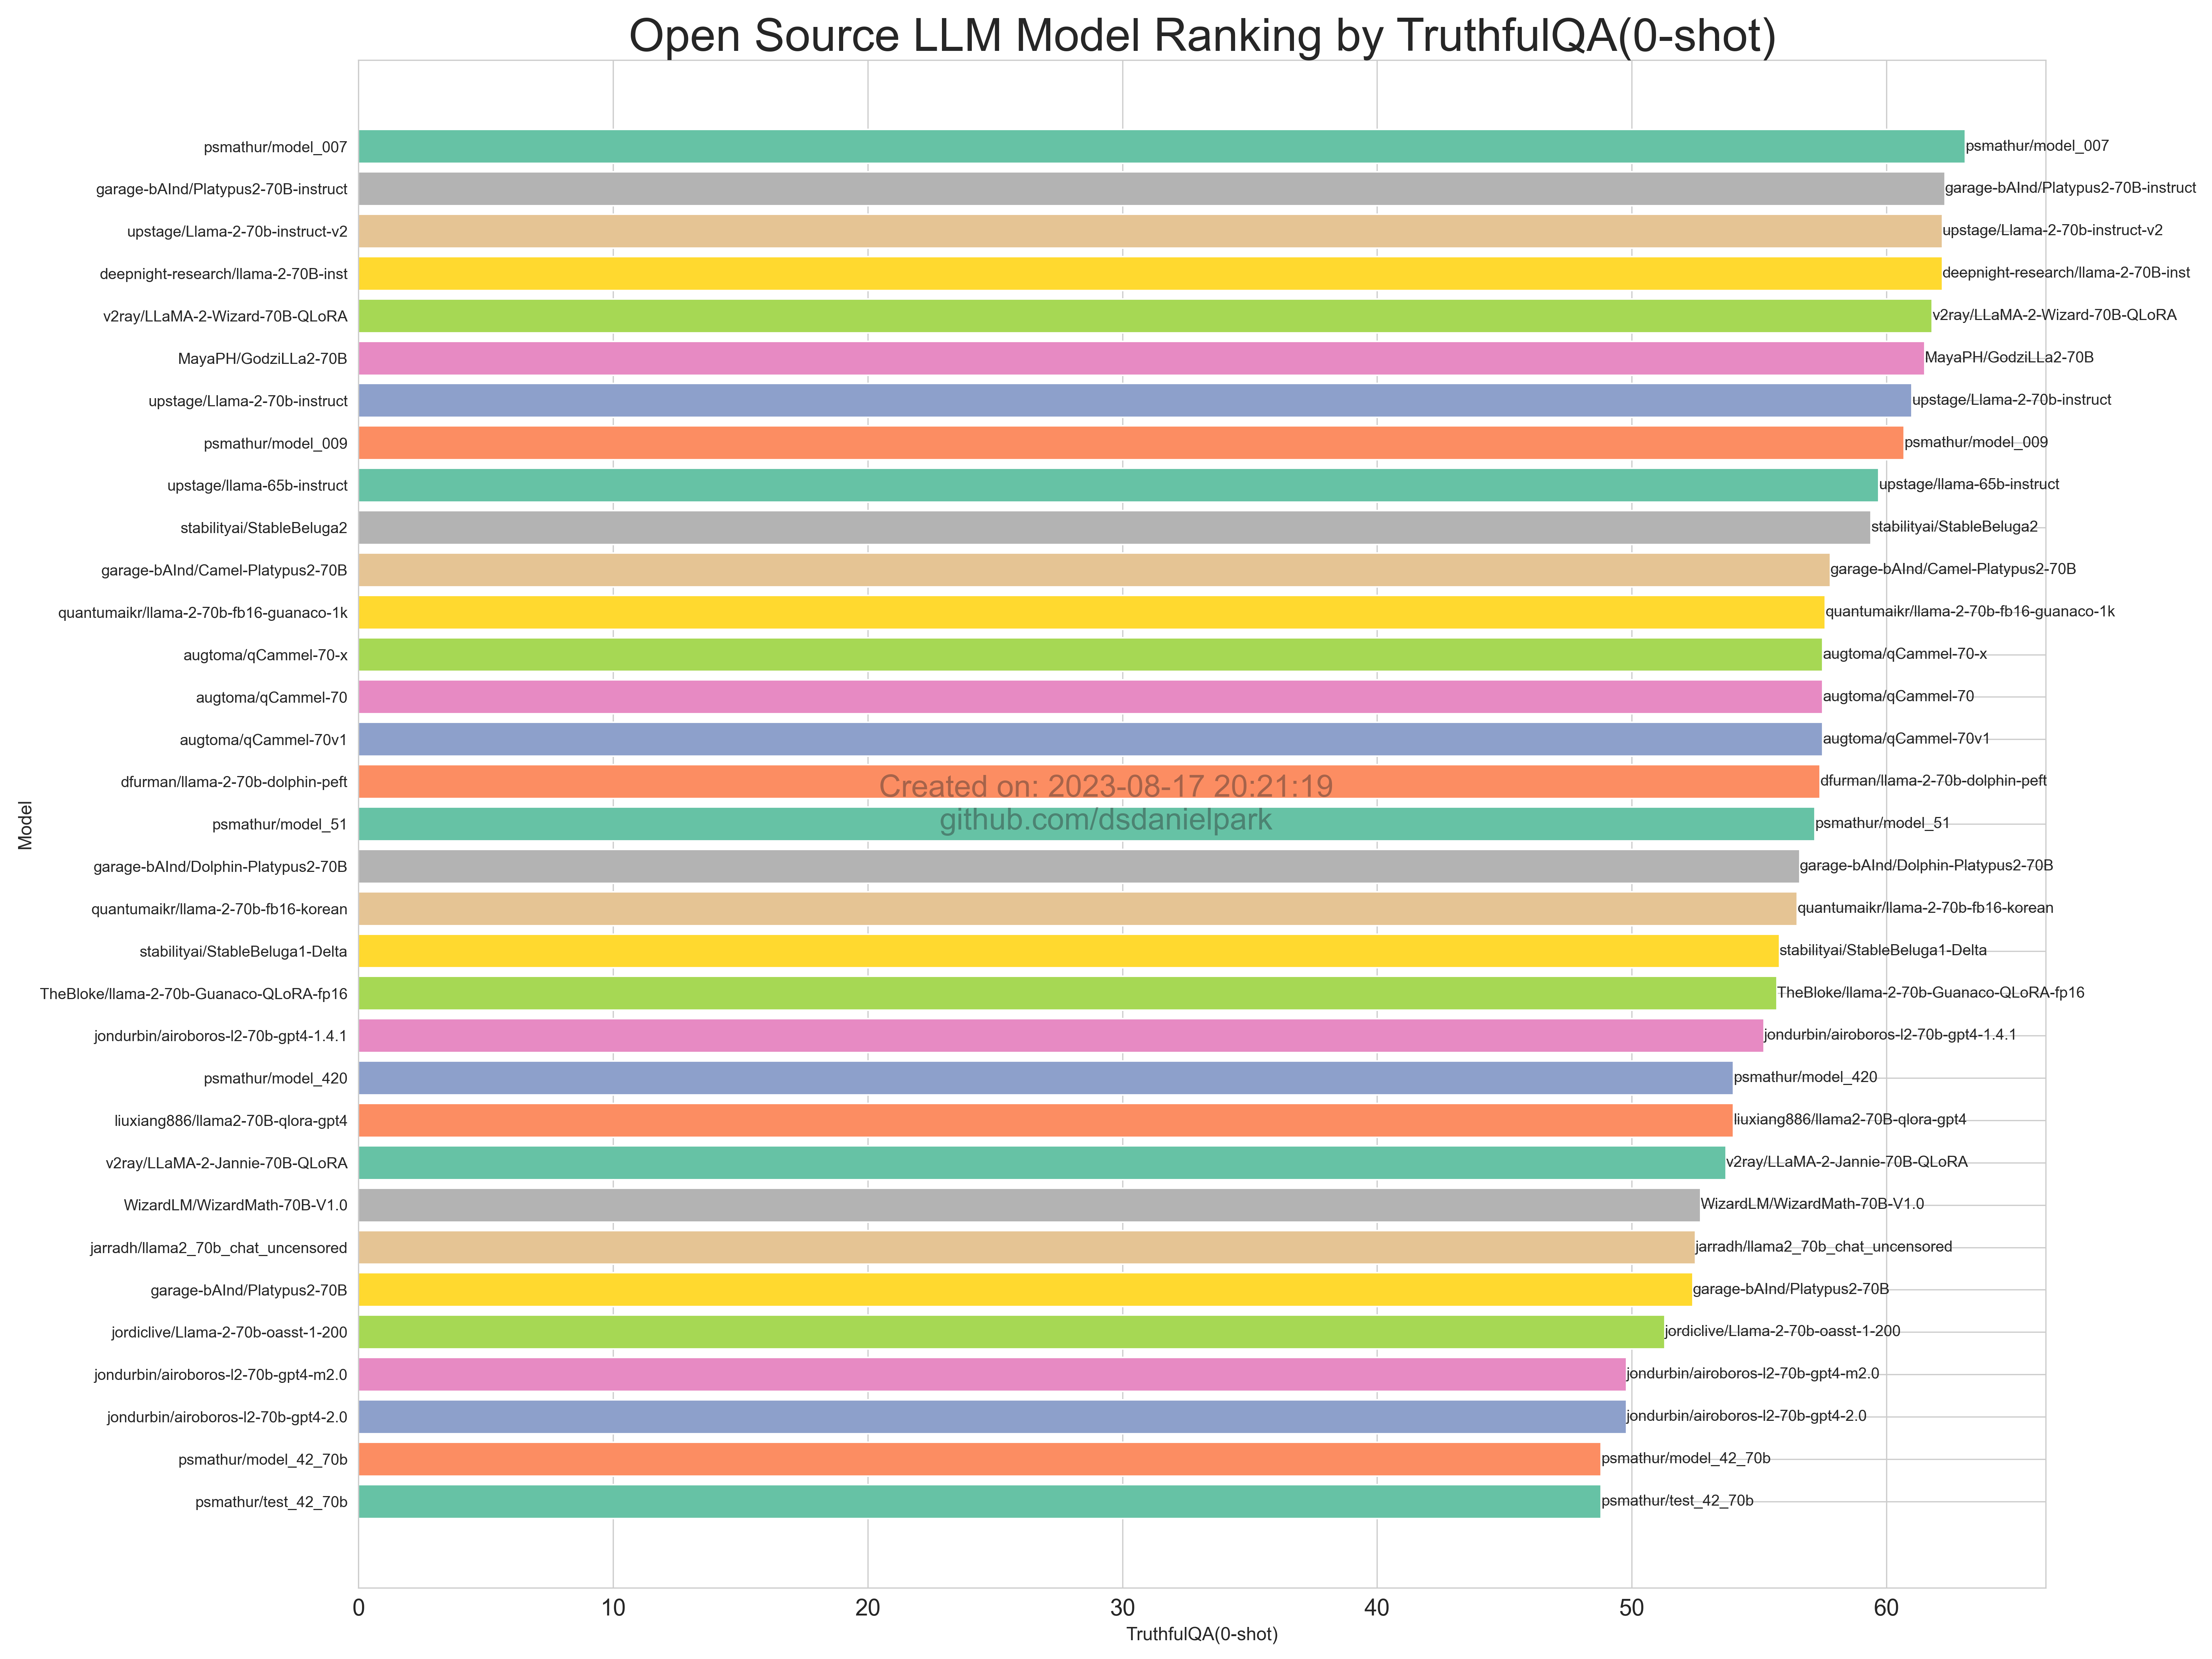 Open Source LLM Model Ranking by TruthfulQA(0-shot)
psmathur/model_007 psmathur/model_007
garage-bAInd/Platypus2-70B-instruct garage-bAInd/Platypus2-70B-instruct
upstage/Llama-2-70b-instruct-v2 upstage/Llama-2-70b-instruct-v2
deepnight-research/llama-2-70B-inst deepnight-research/llama-2-70B-inst
v2ray/LLaMA-2-Wizard-70B-QLoRA v2ray/LLaMA-2-Wizard-70B-QLoRA
MayaPH/GodziLLa2-70B MayaPH/GodziLLa2-70B
upstage/Llama-2-70b-instruct upstage/Llama-2-70b-instruct
psmathur/model_009 psmathur/model_009
upstage/llama-65b-instruct upstage/llama-65b-instruct
stabilityai/StableBeluga2 stabilityai/StableBeluga2
garage-bAInd/Camel-Platypus2-70B garage-bAInd/Camel-Platypus2-70B
quantumaikr/llama-2-70b-fb16-guanaco-1k quantumaikr/llama-2-70b-fb16-guanaco-1k
augtoma/qCammel-70-x augtoma/qCammel-70-x
augtoma/qCammel-70 augtoma/qCammel-70
augtoma/qCammel-70v1 augtoma/qCammel-70v1
dfurman/llama-2-70b-dolphin-peft Created on: 2023-08-17 20:21:19 dfurman/llama-2-70b-dolphin-peft
psmathur/model_51 github.com/dsdanielpark psmathur/model_51
Model
garage-bAInd/Dolphin-Platypus2-70B garage-bAInd/Dolphin-Platypus2-70B
quantumaikr/llama-2-70b-fb16-korean quantumaikr/llama-2-70b-fb16-korean
stabilityai/StableBeluga1-Delta stabilityai/StableBeluga1-Delta
TheBloke/llama-2-70b-Guanaco-QLoRA-fp16 TheBloke/llama-2-70b-Guanaco-QLoRA-fp16
jondurbin/airoboros-l2-70b-gpt4-1.4.1 jondurbin/airoboros-l2-70b-gpt4-1.4.1
psmathur/model_420 psmathur/model_420
liuxiang886/llama2-70B-qlora-gpt4 liuxiang886/llama2-70B-qlora-gpt4
v2ray/LLaMA-2-Jannie-70B-QLoRA v2ray/LLaMA-2-Jannie-70B-QLoRA
WizardLM/WizardMath-70B-V1.0 WizardLM/WizardMath-70B-V1.0
jarradh/llama2_70b_chat_uncensored jarradh/llama2_70b_chat_uncensored
garage-bAInd/Platypus2-70B garage-bAInd/Platypus2-70B
jordiclive/Llama-2-70b-oasst-1-200 jordiclive/Llama-2-70b-oasst-1-200
jondurbin/airoboros-l2-70b-gpt4-m2.0 jondurbin/airoboros-l2-70b-gpt4-m2.0
jondurbin/airoboros-l2-70b-gpt4-2.0 jondurbin/airoboros-l2-70b-gpt4-2.0
psmathur/model_42_70b psmathur/model_42_70b
psmathur/test_42_70b psmathur/test_42_70b
0 10 20 30 40 50 60
TruthfulQA(0-shot)